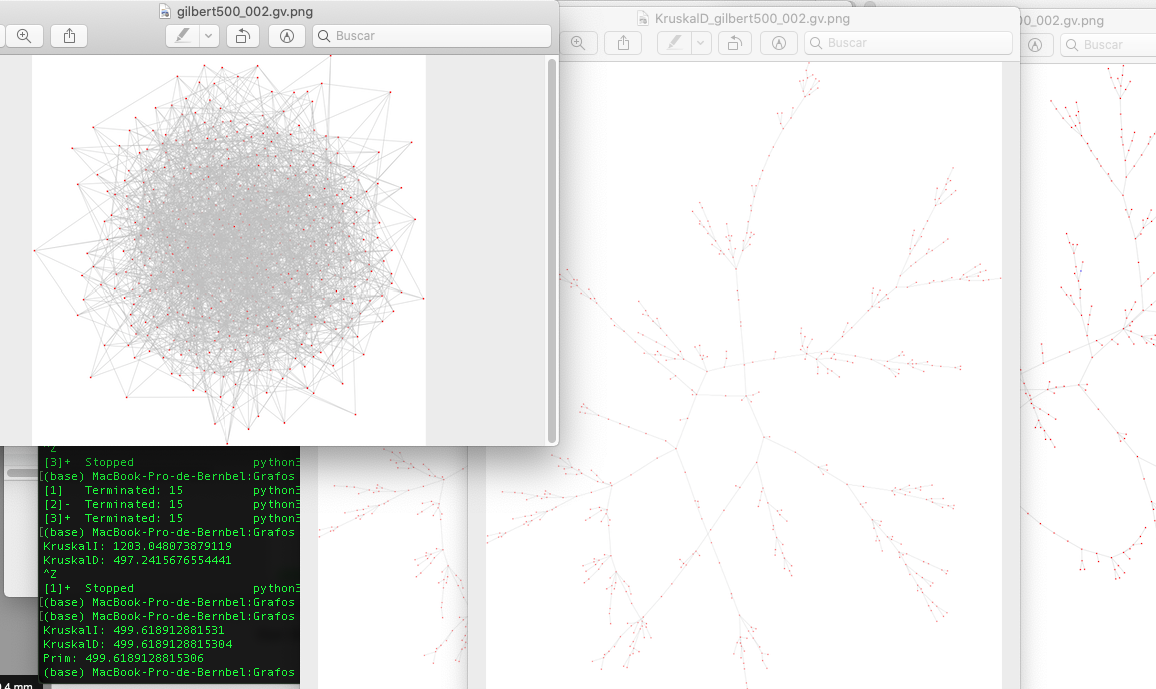 gilbert500_002.gv.png
KruskalD_gilbert500_002.gv.png
00_002.gv.png
Buscar
Buscar
Buscar
^Z
[3]+  Stopped                 python3
[(base) MacBook-Pro-de-Bernbel:Grafos
[1]   Terminated: 15          python3
[2]-  Terminated: 15          python3
[3]+  Terminated: 15          python3
[(base) MacBook-Pro-de-Bernbel:Grafos
KruskalI: 1203.048073879119
KruskalD: 497.2415676554441
^Z
[1]+  Stopped                 python3
[(base) MacBook-Pro-de-Bernbel:Grafos
[(base) MacBook-Pro-de-Bernbel:Grafos
KruskalI: 499.618912881531
KruskalD: 499.6189128815304
Prim: 499.6189128815306
(base) MacBook-Pro-de-Bernbel:Grafos